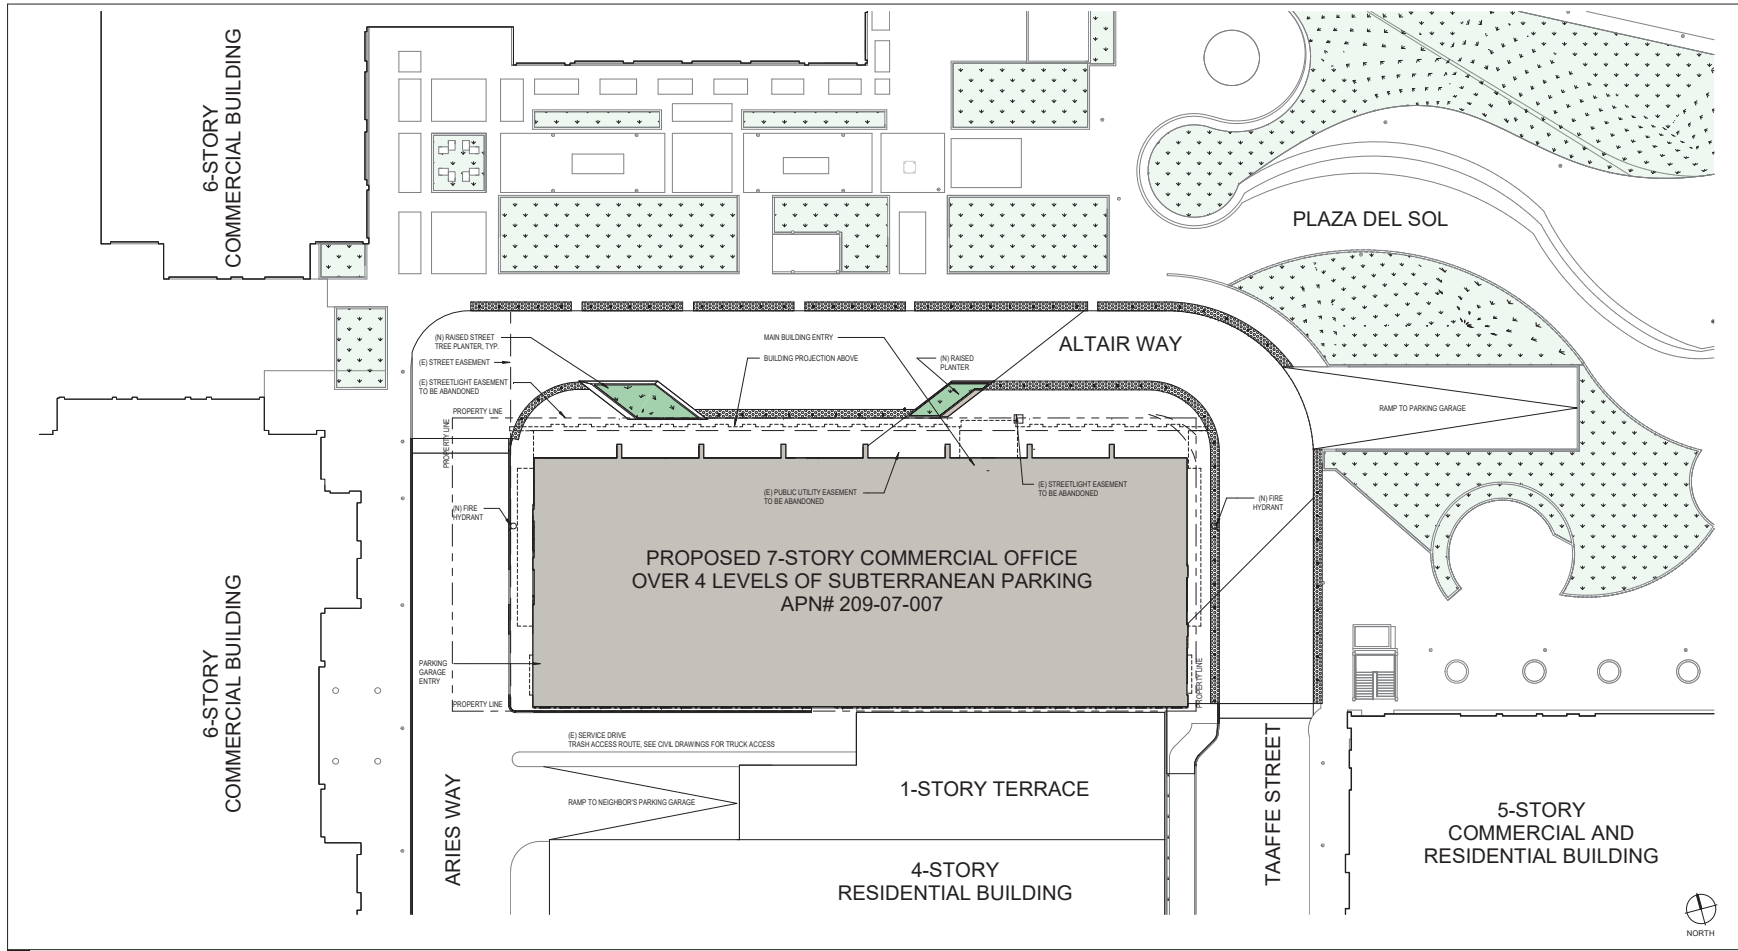 6-STORY
COMMERCIAL BUILDING
PLAZA DEL SOL
(N) RAISED STREET
TREE PLANTER, TYP.
MAIN BUILDING ENTRY
ALTAIR WAY
(E) STREET EASEMENT
BUILDING PROJECTION ABOVE
(N) RAISED
PLANTER
(E) STREETLIGHT EASEMENT
TO BE ABANDONED
PROPERTY LINE
PROPERTY LINE
RAMP TO PARKING GARAGE
(E) PUBLIC UTILITY EASEMENT
TO BE ABANDONED
(E) STREETLIGHT EASEMENT
TO BE ABANDONED
(N) FIRE
HYDRANT
(N) FIRE
HYDRANT
PROPOSED 7-STORY COMMERCIAL OFFICE
OVER 4 LEVELS OF SUBTERRANEAN PARKING
APN# 209-07-007
6-STORY
COMMERCIAL BUILDING
PARKING
GARAGE
ENTRY
PROPERTY LINE
PROPERTY LINE
(E) SERVICE DRIVE
TRASH ACCESS ROUTE, SEE CIVIL DRAWINGS FOR TRUCK ACCESS
ARIES WAY
RAMP TO NEIGHBOR'S PARKING GARAGE
1-STORY TERRACE
TAAFFE STREET
5-STORY
COMMERCIAL AND
RESIDENTIAL BUILDING
4-STORY
RESIDENTIAL BUILDING
NORTH